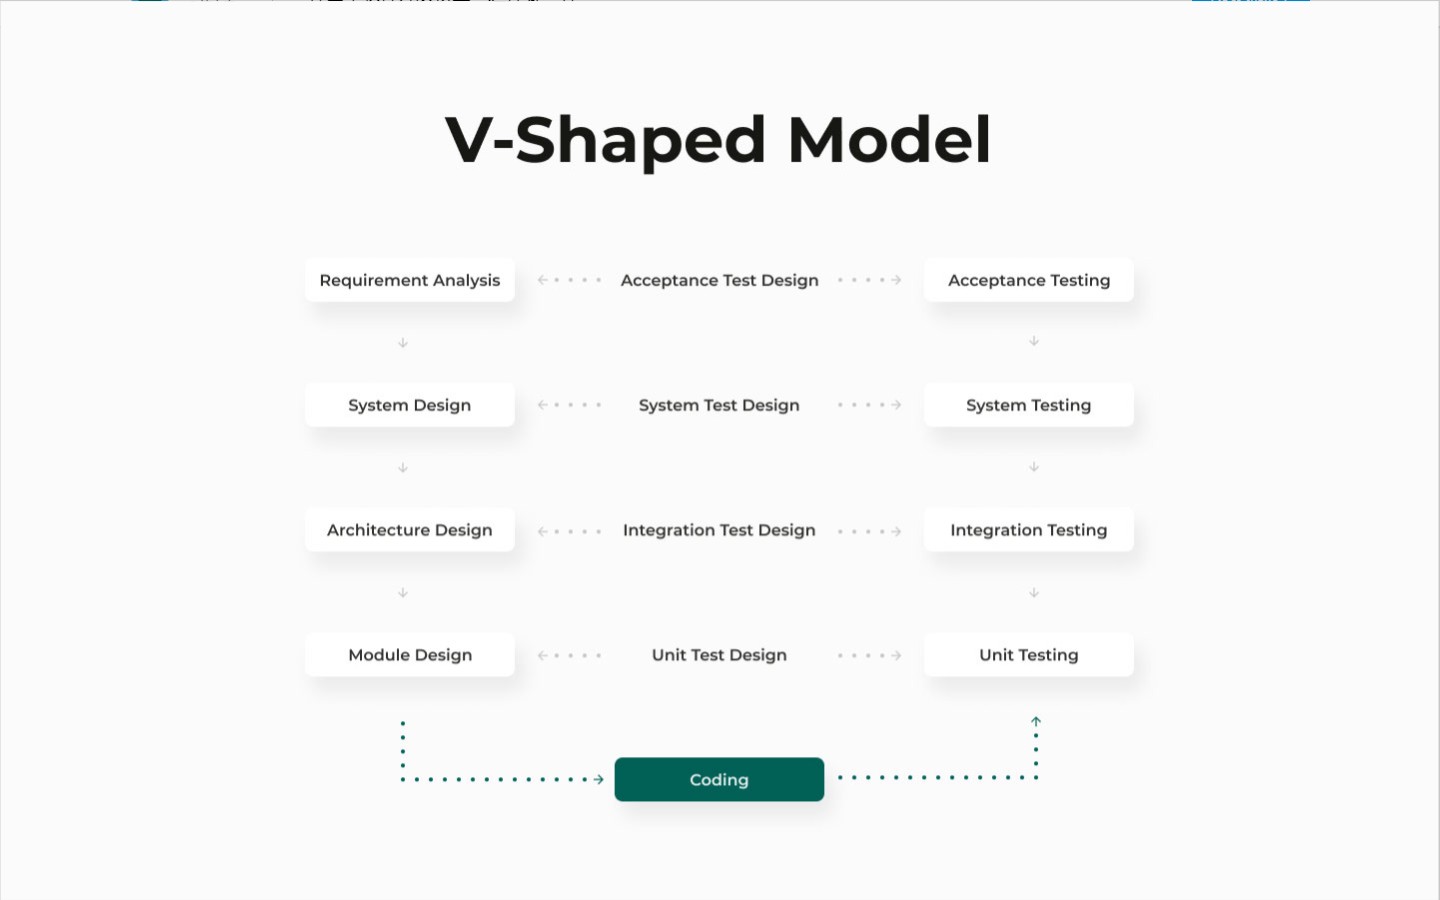 V-Shaped Model
Requirement Analysis
Acceptance Test Design
Acceptance Testing
System Design
System Test Design
System Testing
Architecture Design
Integration Test Design
Integration Testing
Module Design
Unit Test Design
Unit Testing
Coding